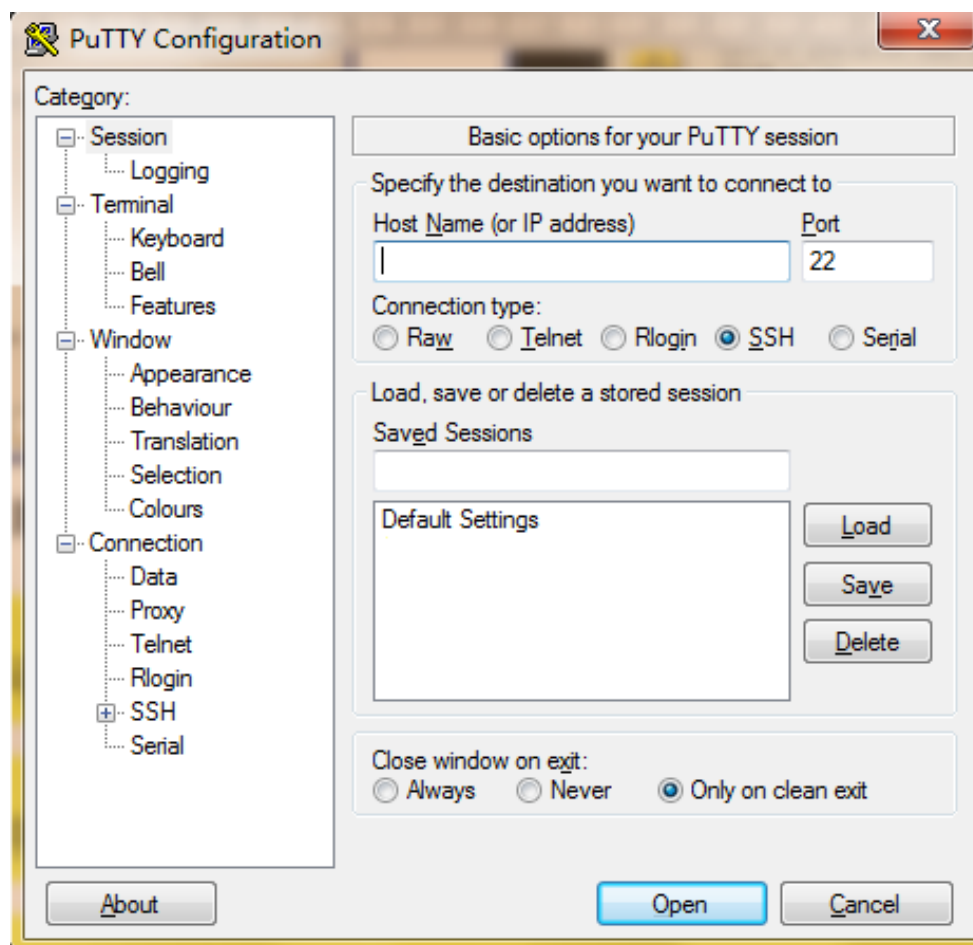 PuTTY Configuration
Category:
Session
Logging
Terminal
Keyboard
Bell
Features
Window
Appearance
Behaviour
Translation
Selection
Colours
Connection
Data
Proxy
Telnet
Rlogin
SSH
Serial
Basic options for your PuTTY session
Specify the destination you want to connect to
Host Name (or IP address) Port
22
Connection type:
Raw Telnet Rlogin SSH Serial
Load, save or delete a stored session
Saved Sessions
Default Settings
Load
Save
Delete
Close window on exit:
Always Never Only on clean exit
About Open Cancel